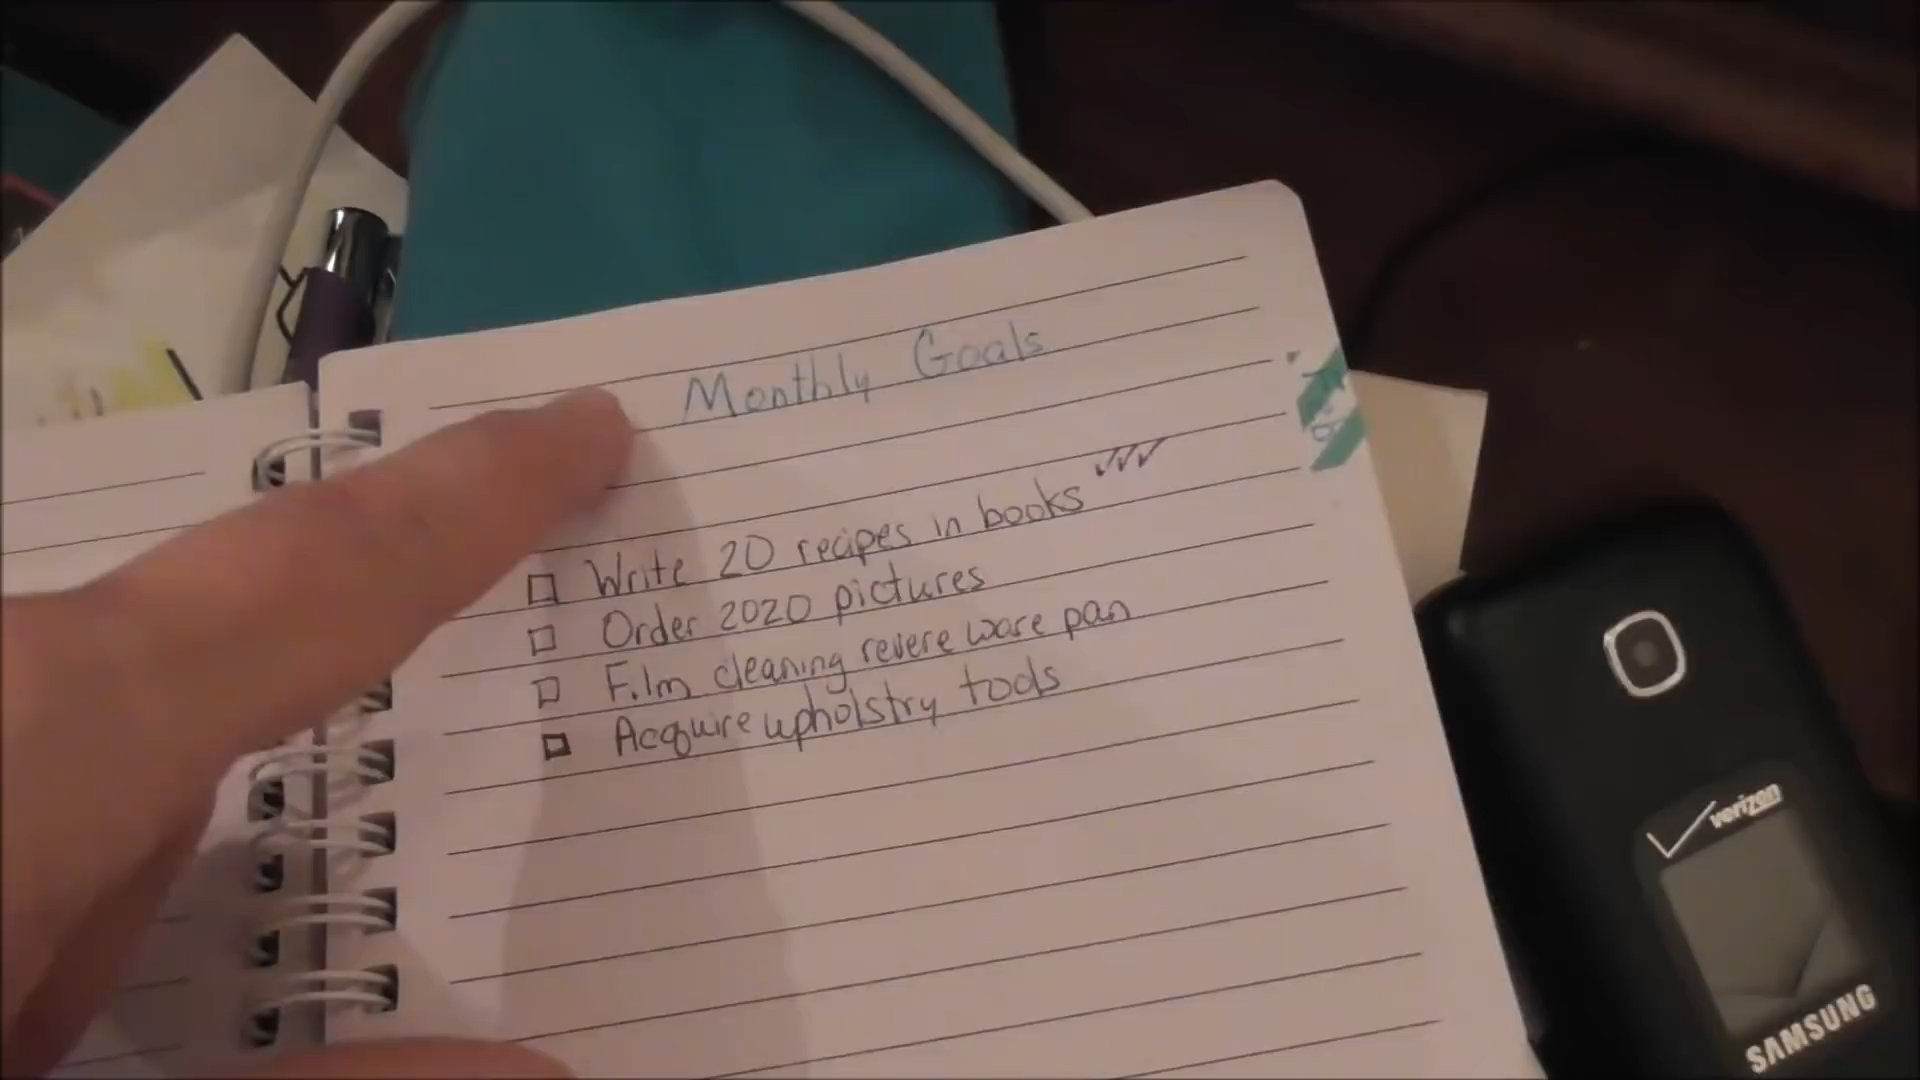 Monthly Goals
Write 20 recipes in books ✓✓✓
Order 2020 pictures
Film cleaning revere ware pan
Acquire upholstry tools
verizon
SAMSUNG